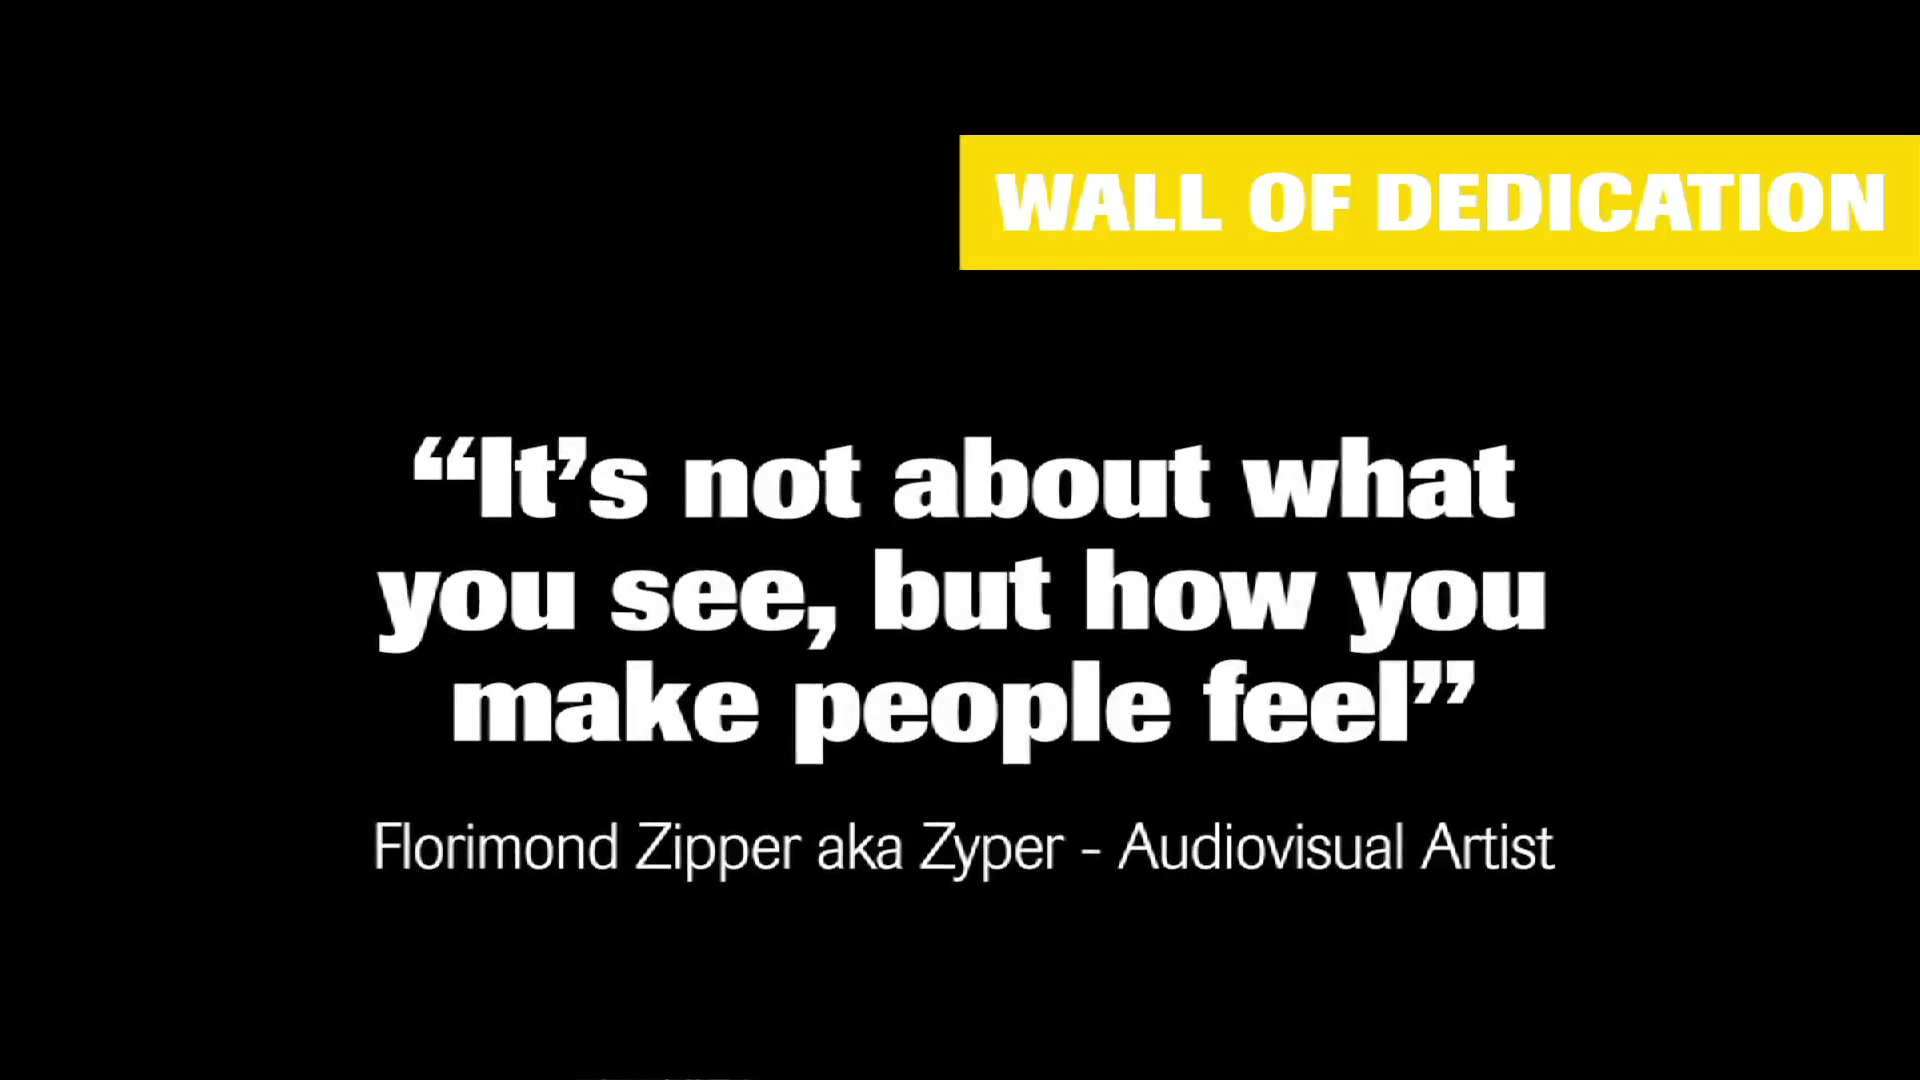 WALL OF DEDICATION
“It’s not about what
you see, but how you
make people feel”
Florimond Zipper aka Zyper - Audiovisual Artist